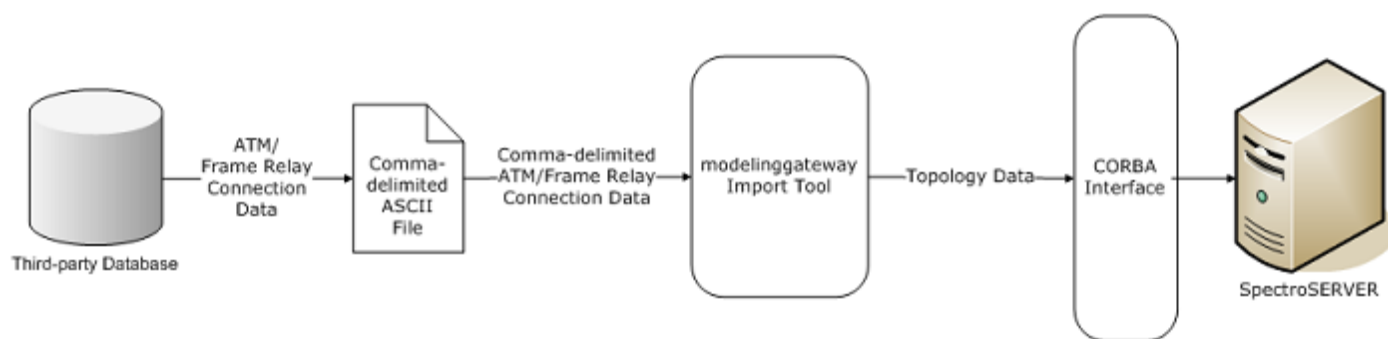 Third-party Database
ATM/
Frame Relay
Connection
Data
Comma-
delimited
ASCII
File
Comma-delimited
ATM/Frame Relay
Connection Data
modelinggateway
Import Tool
Topology Data
CORBA
Interface
SpectroSERVER